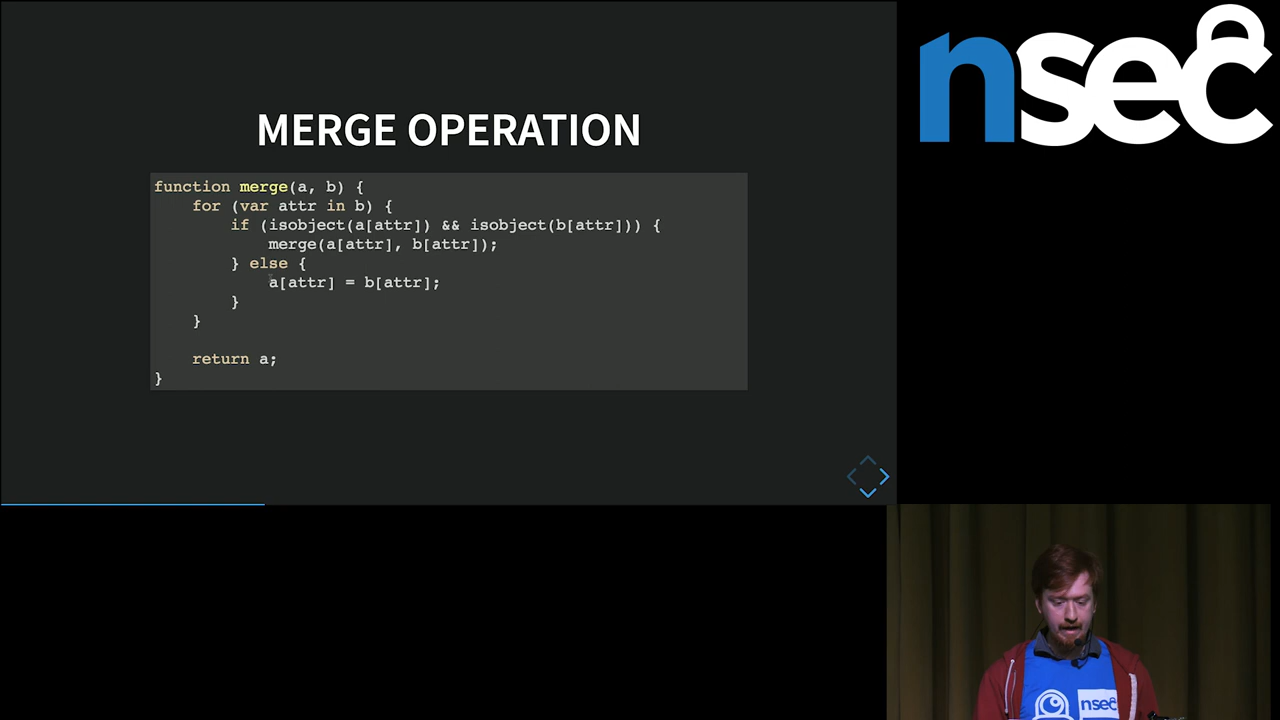 nsec
MERGE OPERATION
function merge(a, b) {
    for (var attr in b) {
        if (isobject(a[attr]) && isobject(b[attr])) {
            merge(a[attr], b[attr]);
        } else {
            a[attr] = b[attr];
        }
    }

    return a;
}
nsec